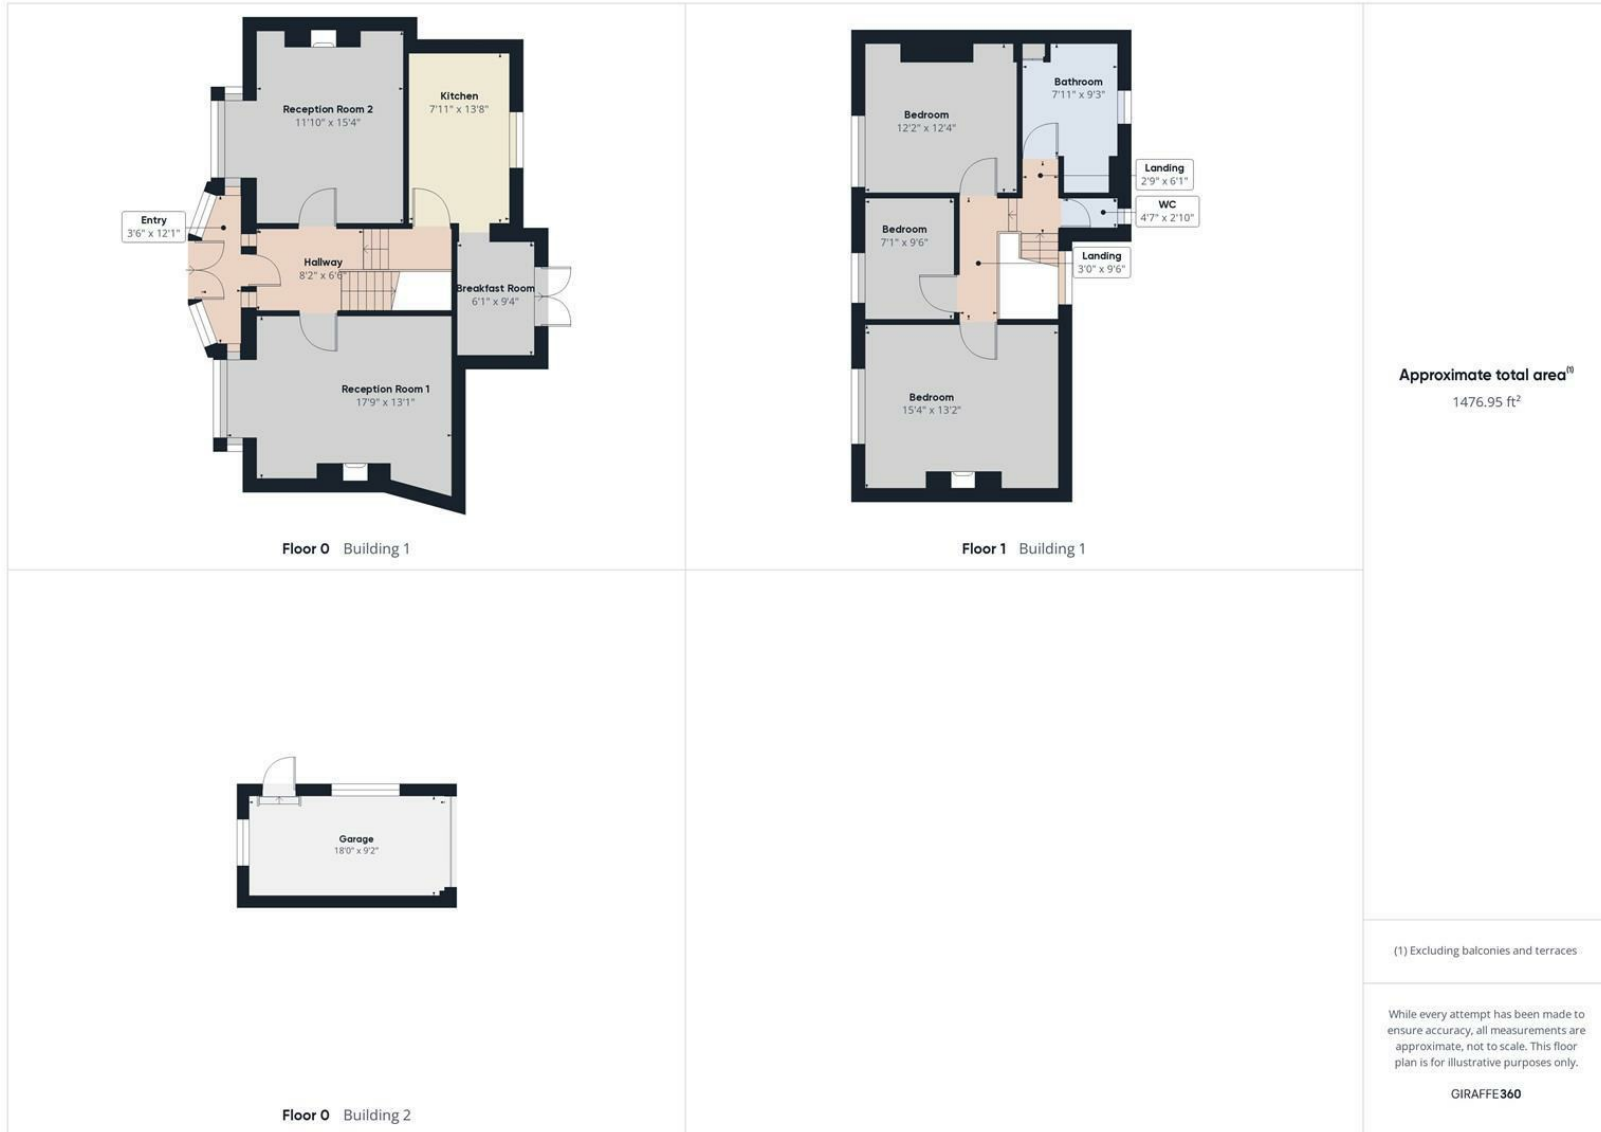 Reception Room 2
11'10" x 15'4"
Kitchen
7'11" x 13'8"
Entry
3'6" x 12'1"
Hallway
8'2" x 6'6"
Breakfast Room
6'1" x 9'4"
Reception Room 1
17'9" x 13'1"
Floor 0 Building 1
Bedroom
12'2" x 12'4"
Bathroom
7'11" x 9'3"
Landing
2'9" x 6'1"
WC
4'7" x 2'10"
Bedroom
7'1" x 9'6"
Landing
3'0" x 9'6"
Bedroom
15'4" x 13'2"
Floor 1 Building 1
Garage
18'0" x 9'2"
Floor 0 Building 2
Approximate total area(1)
1476.95 ft²
(1) Excluding balconies and terraces
While every attempt has been made to
ensure accuracy, all measurements are
approximate, not to scale. This floor
plan is for illustrative purposes only.
GIRAFFE360